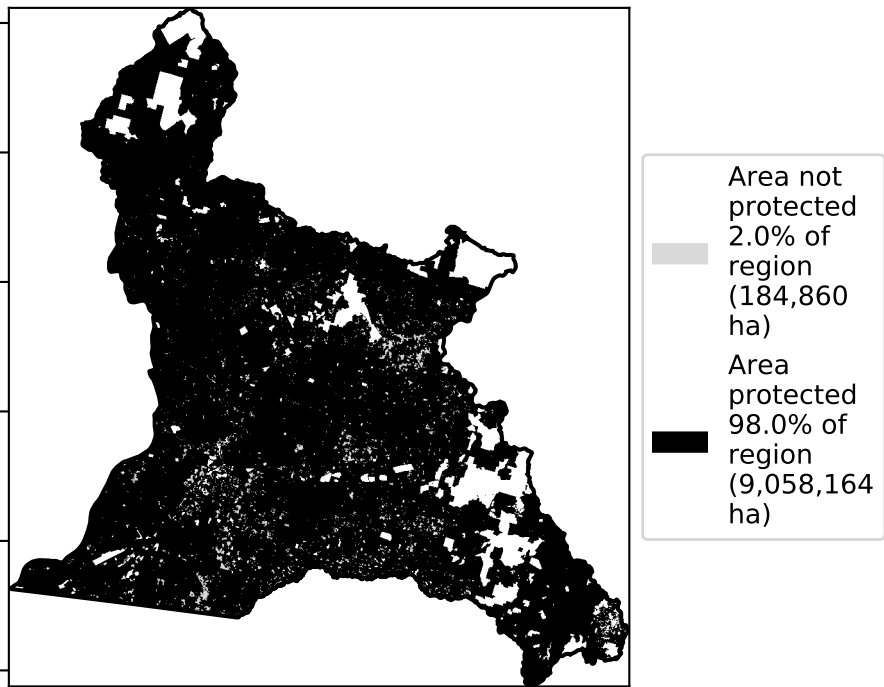 Area not
protected
2.0% of
region
(184,860
ha)
Area
protected
98.0% of
region
(9,058,164
ha)